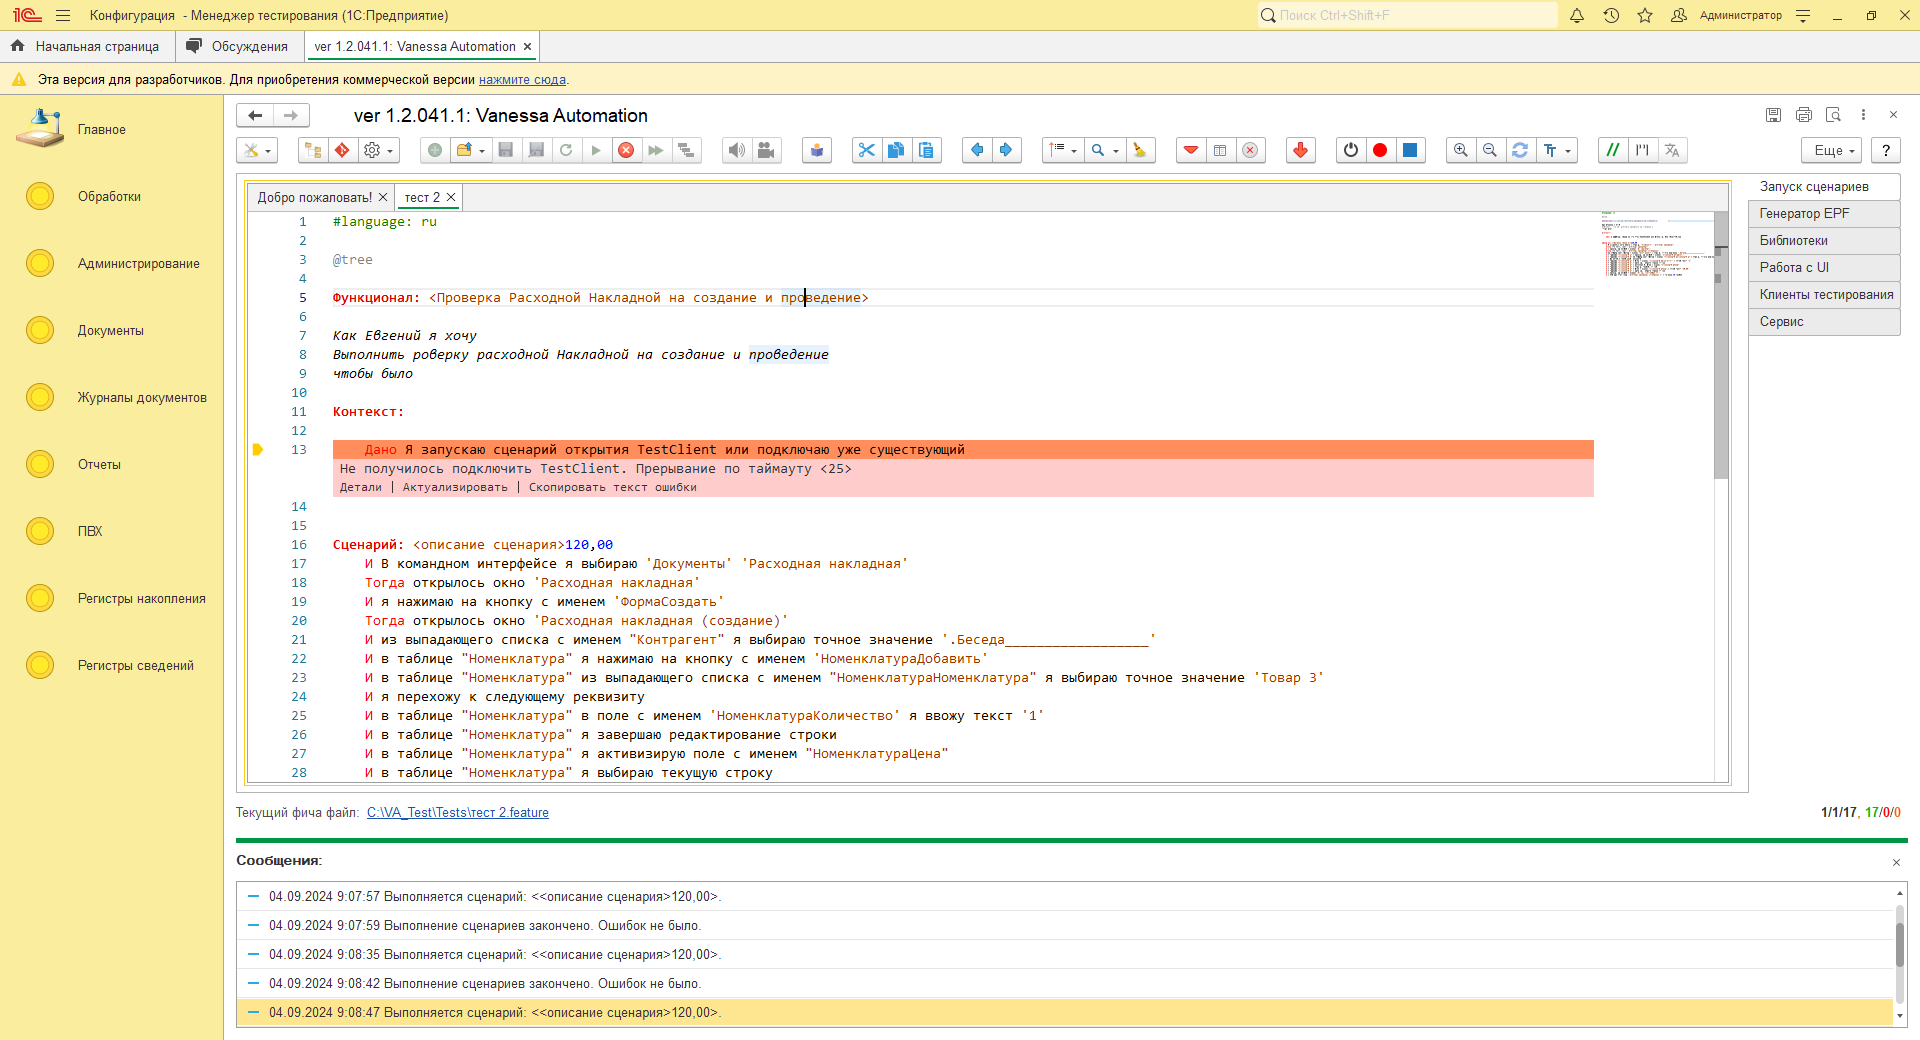 1С Конфигурация - Менеджер тестирования (1С:Предприятие) Поиск Ctrl+Shift+F Администратор
Начальная страница Обсуждения ver 1.2.041.1: Vanessa Automation
Эта версия для разработчиков. Для приобретения коммерческой версии нажмите сюда.
Главное
Обработки
Администрирование
Документы
Журналы документов
Отчеты
ПВХ
Регистры накопления
Регистры сведений
ver 1.2.041.1: Vanessa Automation
Еще ?
Добро пожаловать! тест 2
1 #language: ru
2
3 @tree
4
5 Функционал: <Проверка Расходной Накладной на создание и проведение>
6
7 Как Евгений я хочу
8 Выполнить роверку расходной Накладной на создание и проведение
9 чтобы было
10
11 Контекст:
12
13 Дано Я запускаю сценарий открытия TestClient или подключаю уже существующий
Не получилось подключить TestClient. Прерывание по таймауту <25>
Детали | Актуализировать | Скопировать текст ошибки
14
15
16 Сценарий: <описание сценария>120,00
17 И В командном интерфейсе я выбираю 'Документы' 'Расходная накладная'
18 Тогда открылось окно 'Расходная накладная'
19 И я нажимаю на кнопку с именем 'ФормаСоздать'
20 Тогда открылось окно 'Расходная накладная (создание)'
21 И из выпадающего списка с именем "Контрагент" я выбираю точное значение '.Беседа__________________'
22 И в таблице "Номенклатура" я нажимаю на кнопку с именем 'НоменклатураДобавить'
23 И в таблице "Номенклатура" из выпадающего списка с именем "НоменклатураНоменклатура" я выбираю точное значение 'Товар 3'
24 И я перехожу к следующему реквизиту
25 И в таблице "Номенклатура" в поле с именем 'НоменклатураКоличество' я ввожу текст '1'
26 И в таблице "Номенклатура" я завершаю редактирование строки
27 И в таблице "Номенклатура" я активизирую поле с именем "НоменклатураЦена"
28 И в таблице "Номенклатура" я выбираю текущую строку
Запуск сценариев
Генератор EPF
Библиотеки
Работа с UI
Клиенты тестирования
Сервис
Текущий фича файл: C:\VA_Test\Tests\тест 2.feature 1/1/17, 17/0/0
Сообщения:
04.09.2024 9:07:57 Выполняется сценарий: <<описание сценария>120,00>.
04.09.2024 9:07:59 Выполнение сценариев закончено. Ошибок не было.
04.09.2024 9:08:35 Выполняется сценарий: <<описание сценария>120,00>.
04.09.2024 9:08:42 Выполнение сценариев закончено. Ошибок не было.
04.09.2024 9:08:47 Выполняется сценарий: <<описание сценария>120,00>.